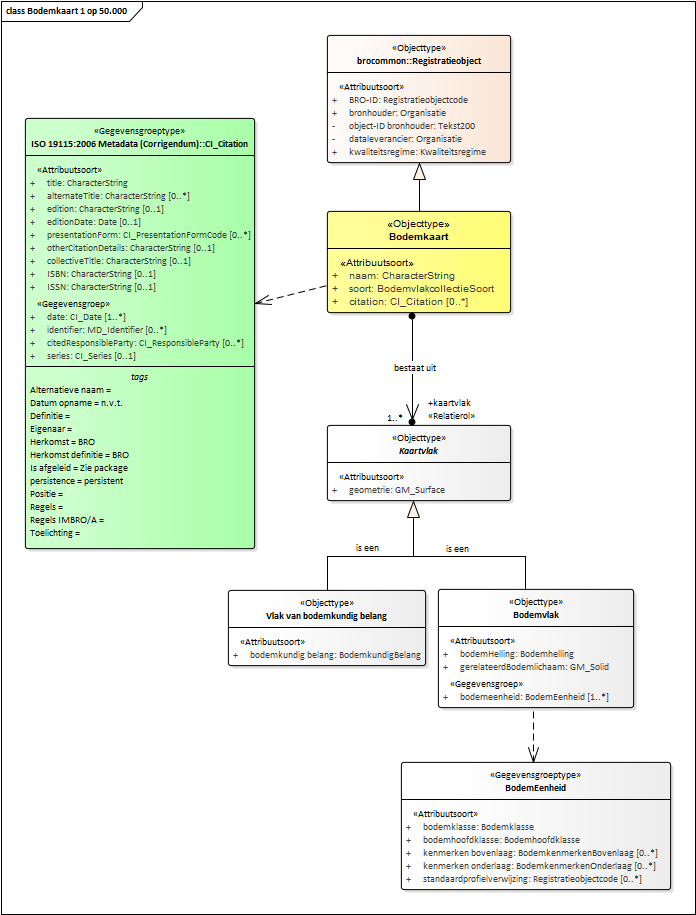 class Bodemkaart 1 op 50.000
«Objecttype»
brocommon::Registratieobject
«Attribuutsoort»
+ BRO-ID: Registratieobjectcode
+ bronhouder: Organisatie
- object-ID bronhouder: Tekst200
- dataleverancier: Organisatie
+ kwaliteitsregime: Kwaliteitsregime
«Gegevensgroeptype»
ISO 19115:2006 Metadata (Corrigendum)::CI_Citation
«Attribuutsoort»
+ title: CharacterString
+ alternateTitle: CharacterString [0..*]
+ edition: CharacterString [0..1]
+ editionDate: Date [0..1]
+ presentationForm: CI_PresentationFormCode [0..*]
+ otherCitationDetails: CharacterString [0..1]
+ collectiveTitle: CharacterString [0..1]
+ ISBN: CharacterString [0..1]
+ ISSN: CharacterString [0..1]
«Gegevensgroep»
+ date: CI_Date [1..*]
+ identifier: MD_Identifier [0..*]
+ citedResponsibleParty: CI_ResponsibleParty [0..*]
+ series: CI_Series [0..1]
tags
Alternatieve naam =
Datum opname = n.v.t.
Definitie =
Eigenaar =
Herkomst = BRO
Herkomst definitie = BRO
Is afgeleid = Zie package
persistence = persistent
Positie =
Regels =
Regels IMBRO/A =
Toelichting =
«Objecttype»
Bodemkaart
«Attribuutsoort»
+ naam: CharacterString
+ soort: BodemvlakcollectieSoort
+ citation: CI_Citation [0..*]
bestaat uit
+kaartvlak
1..* «Relatierol»
«Objecttype»
Kaartvlak
«Attribuutsoort»
+ geometrie: GM_Surface
is een
is een
«Objecttype»
Vlak van bodemkundig belang
«Attribuutsoort»
+ bodemkundig belang: BodemkundigBelang
«Objecttype»
Bodemvlak
«Attribuutsoort»
+ bodemHelling: Bodemhelling
+ gerelateerdBodemlichaam: GM_Solid
«Gegevensgroep»
+ bodemeenheid: BodemEenheid [1..*]
«Gegevensgroeptype»
BodemEenheid
«Attribuutsoort»
+ bodemklasse: Bodemklasse
+ bodemhoofdklasse: Bodemhoofdklasse
+ kenmerken bovenlaag: BodemkenmerkenBovenlaag [0..*]
+ kenmerken onderlaag: BodemkenmerkenOnderlaag [0..*]
+ standaardprofielverwijzing: Registratieobjectcode [0..*]